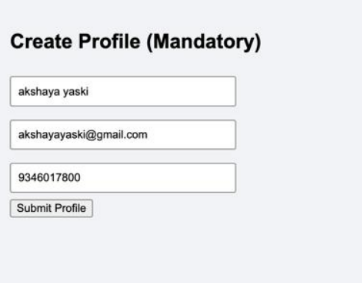 Create Profile (Mandatory)
akshaya yaski
akshayayaski@gmail.com
9346017800
Submit Profile